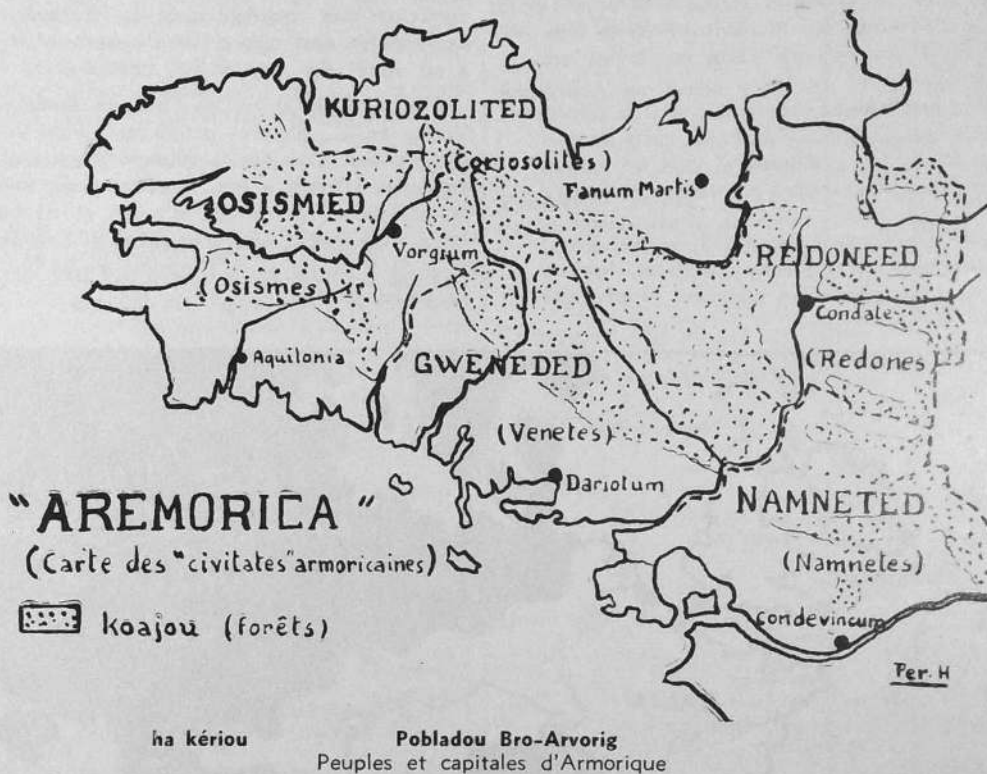 KURIOZOLITED
(Coriosolites)
Fanum Martis
OSISMIED
Vorgium
REDONEED
(Osismes)
Condate
Aquilonia
GWENEDED
(Redones)
(Venetes)
Dariotum
"AREMORICA"
NAMNETED
(Carte des "civitates" armoricaines)
(Namnetes)
koajou (forêts)
Condevincum
Per. H
ha kériou Pobladou Bro-Arvorig
Peuples et capitales d'Armorique